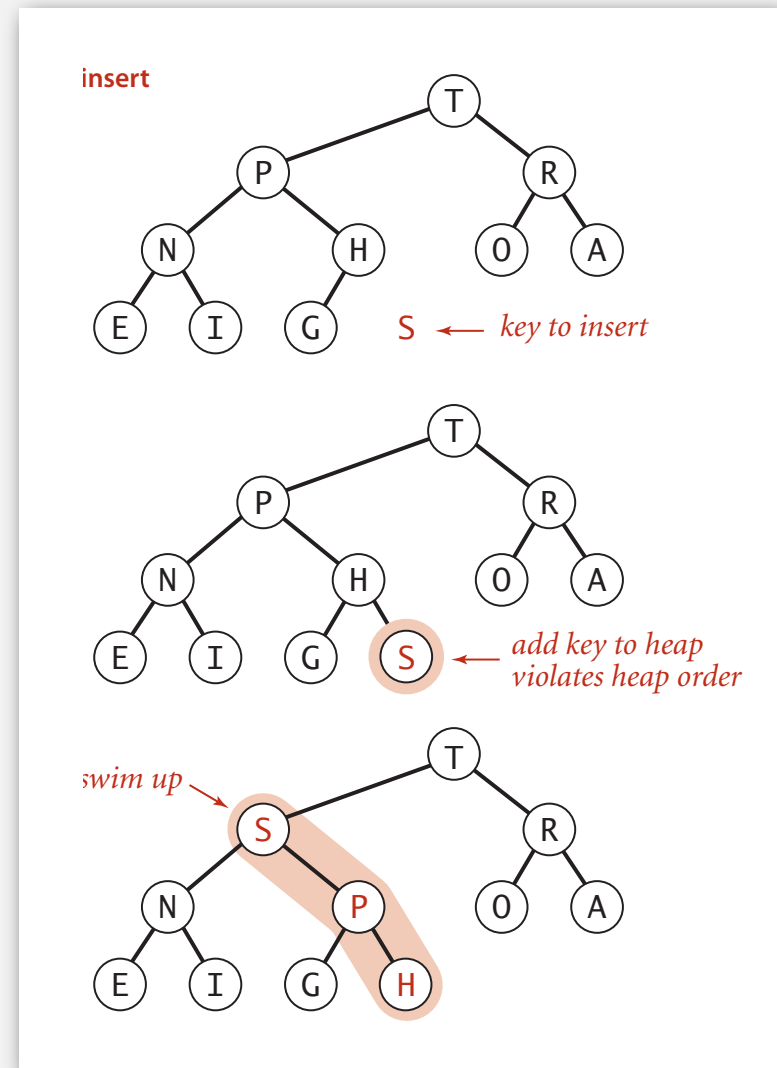 insert
T
P R
N H O A
E I G S key to insert
T
P R
N H O A
E I G S add key to heap
violates heap order
T
swim up
S R
N P O A
E I G H